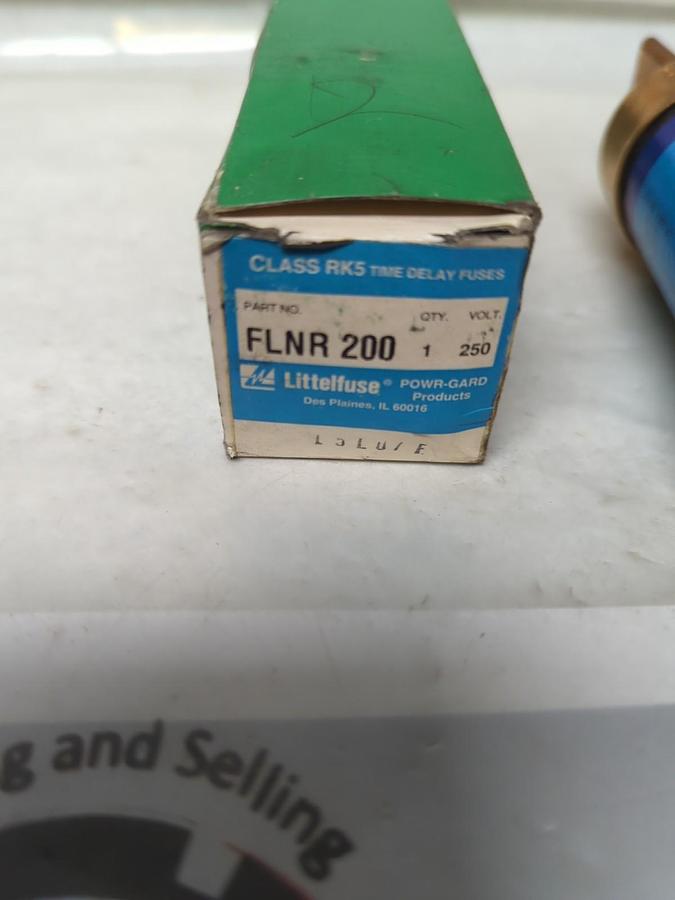 CLASS RK5 TIME DELAY FUSES
PART NO. QTY. VOLT.
FLNR 200 1 250
Littelfuse® POWR-GARD
Products
Des Plaines, IL 60016
g and Selling